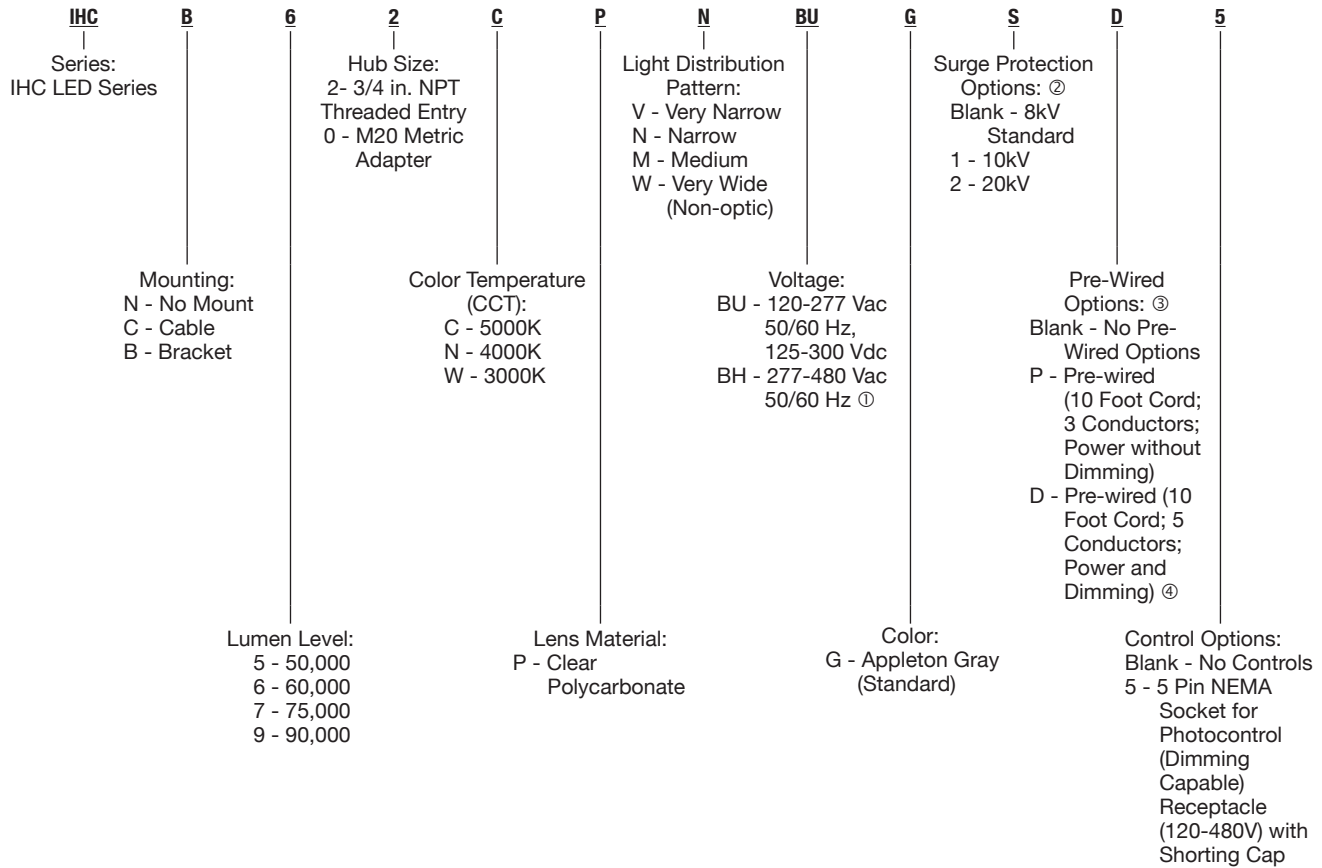 IHC B 6 2 C P N BU G S D 5
Series:
IHC LED Series
Hub Size:
2- 3/4 in. NPT
Threaded Entry
0 - M20 Metric
Adapter
Light Distribution
Pattern:
V - Very Narrow
N - Narrow
M - Medium
W - Very Wide
(Non-optic)
Surge Protection
Options: ②
Blank - 8kV
Standard
1 - 10kV
2 - 20kV
Mounting:
N - No Mount
C - Cable
B - Bracket
Color Temperature
(CCT):
C - 5000K
N - 4000K
W - 3000K
Voltage:
BU - 120-277 Vac
50/60 Hz,
125-300 Vdc
BH - 277-480 Vac
50/60 Hz ①
Pre-Wired
Options: ③
Blank - No Pre-
Wired Options
P - Pre-wired
(10 Foot Cord;
3 Conductors;
Power without
Dimming)
D - Pre-wired (10
Foot Cord; 5
Conductors;
Power and
Dimming) ④
Lumen Level:
5 - 50,000
6 - 60,000
7 - 75,000
9 - 90,000
Lens Material:
P - Clear
Polycarbonate
Color:
G - Appleton Gray
(Standard)
Control Options:
Blank - No Controls
5 - 5 Pin NEMA
Socket for
Photocontrol
(Dimming
Capable)
Receptacle
(120-480V) with
Shorting Cap